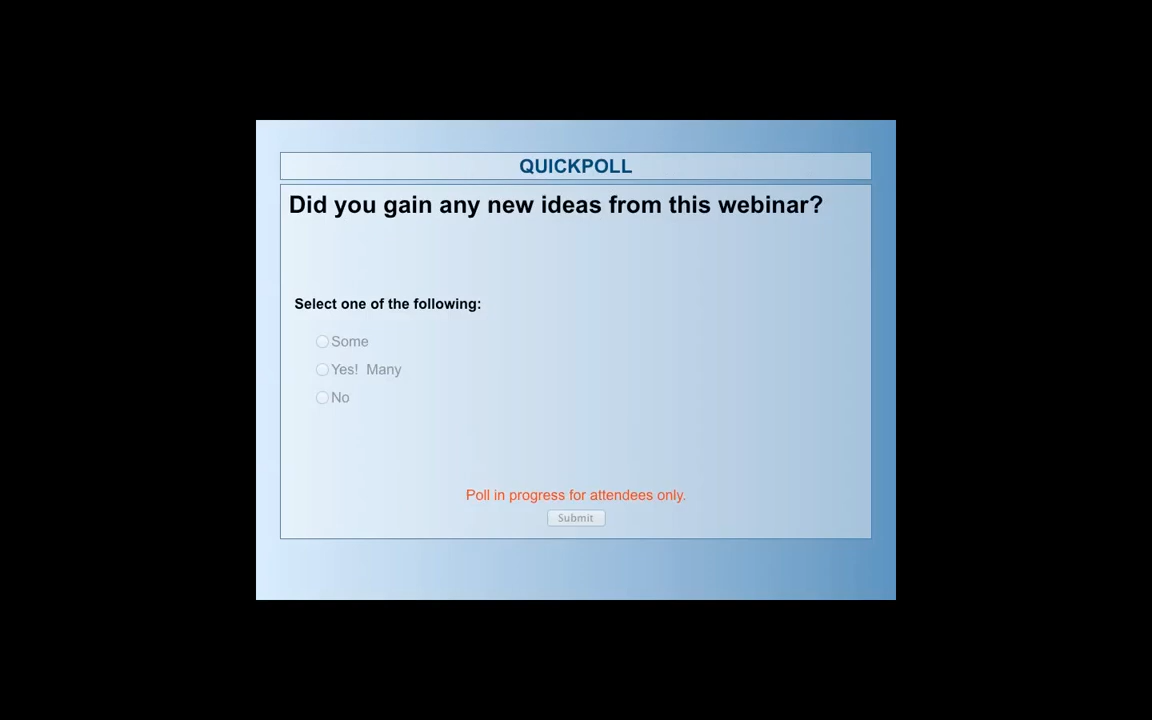 QUICKPOLL
Did you gain any new ideas from this webinar?
Select one of the following:
Some
Yes!  Many
No
Poll in progress for attendees only.
Submit